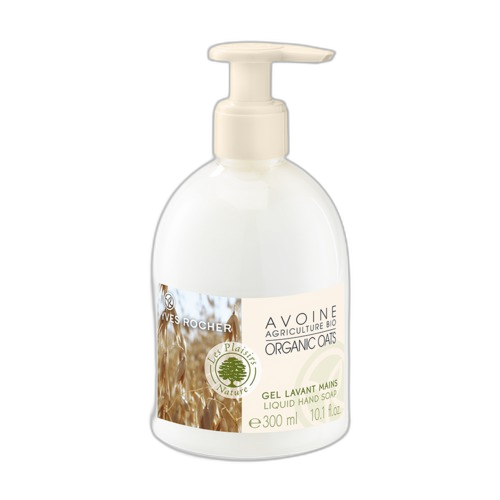 YVES ROCHER
AVOINE
AGRICULTURE BIO
ORGANIC OATS
Les Plaisirs
Nature
GEL LAVANT MAINS
LIQUID HAND SOAP
℮300 ml 10,1 fl.oz.